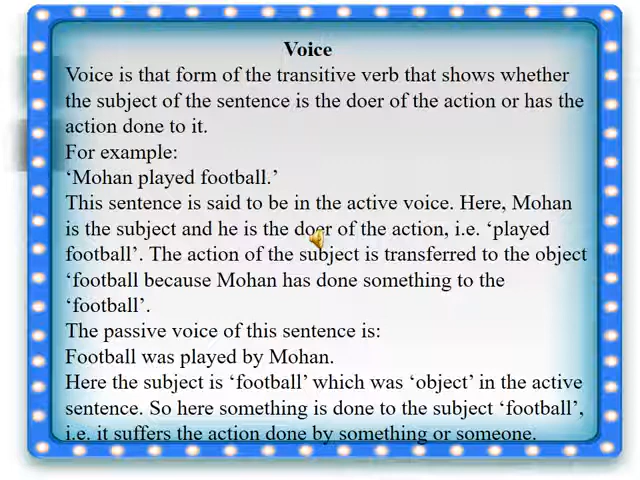 Voice
Voice is that form of the transitive verb that shows whether
the subject of the sentence is the doer of the action or has the
action done to it.
For example:
‘Mohan played football.’
This sentence is said to be in the active voice. Here, Mohan
is the subject and he is the doer of the action, i.e. ‘played
football’. The action of the subject is transferred to the object
‘football because Mohan has done something to the
‘football’.
The passive voice of this sentence is:
Football was played by Mohan.
Here the subject is ‘football’ which was ‘object’ in the active
sentence. So here something is done to the subject ‘football’,
i.e. it suffers the action done by something or someone.